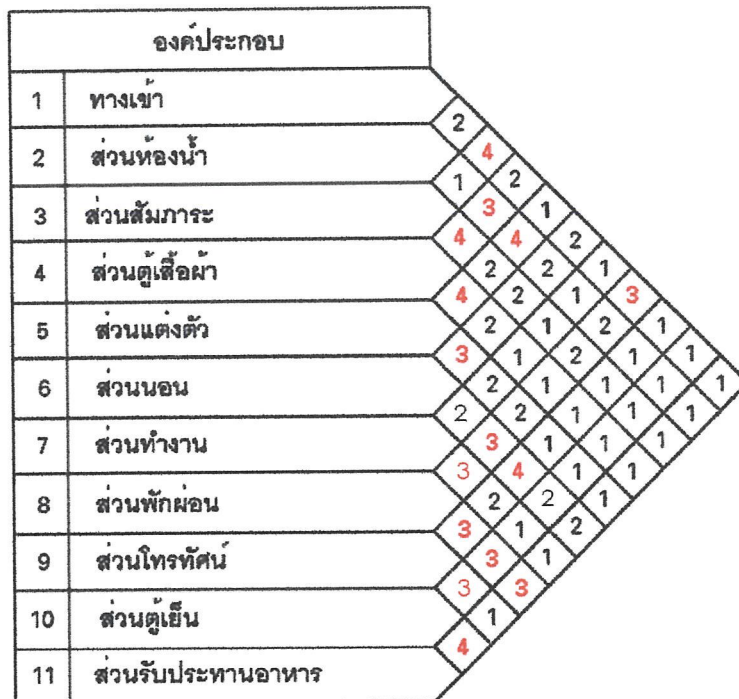 องค์ประกอบ
1 ทางเข้า
2
2 ส่วนห้องน้ำ 4
1 2
3 ส่วนสัมภาระ 3 1
4 4 2
4 ส่วนตู้เสื้อผ้า 2 2 1
4 2 1 3
5 ส่วนแต่งตัว 2 1 2 1
3 1 2 1 1
6 ส่วนนอน 2 1 1 1 1
2 2 1 1 1
7 ส่วนทำงาน 3 1 1 1
3 4 1 1
8 ส่วนพักผ่อน 2 2 1
3 1 2
9 ส่วนโทรทัศน์ 3 1
3 3
10 ส่วนตู้เย็น 1
4
11 ส่วนรับประทานอาหาร